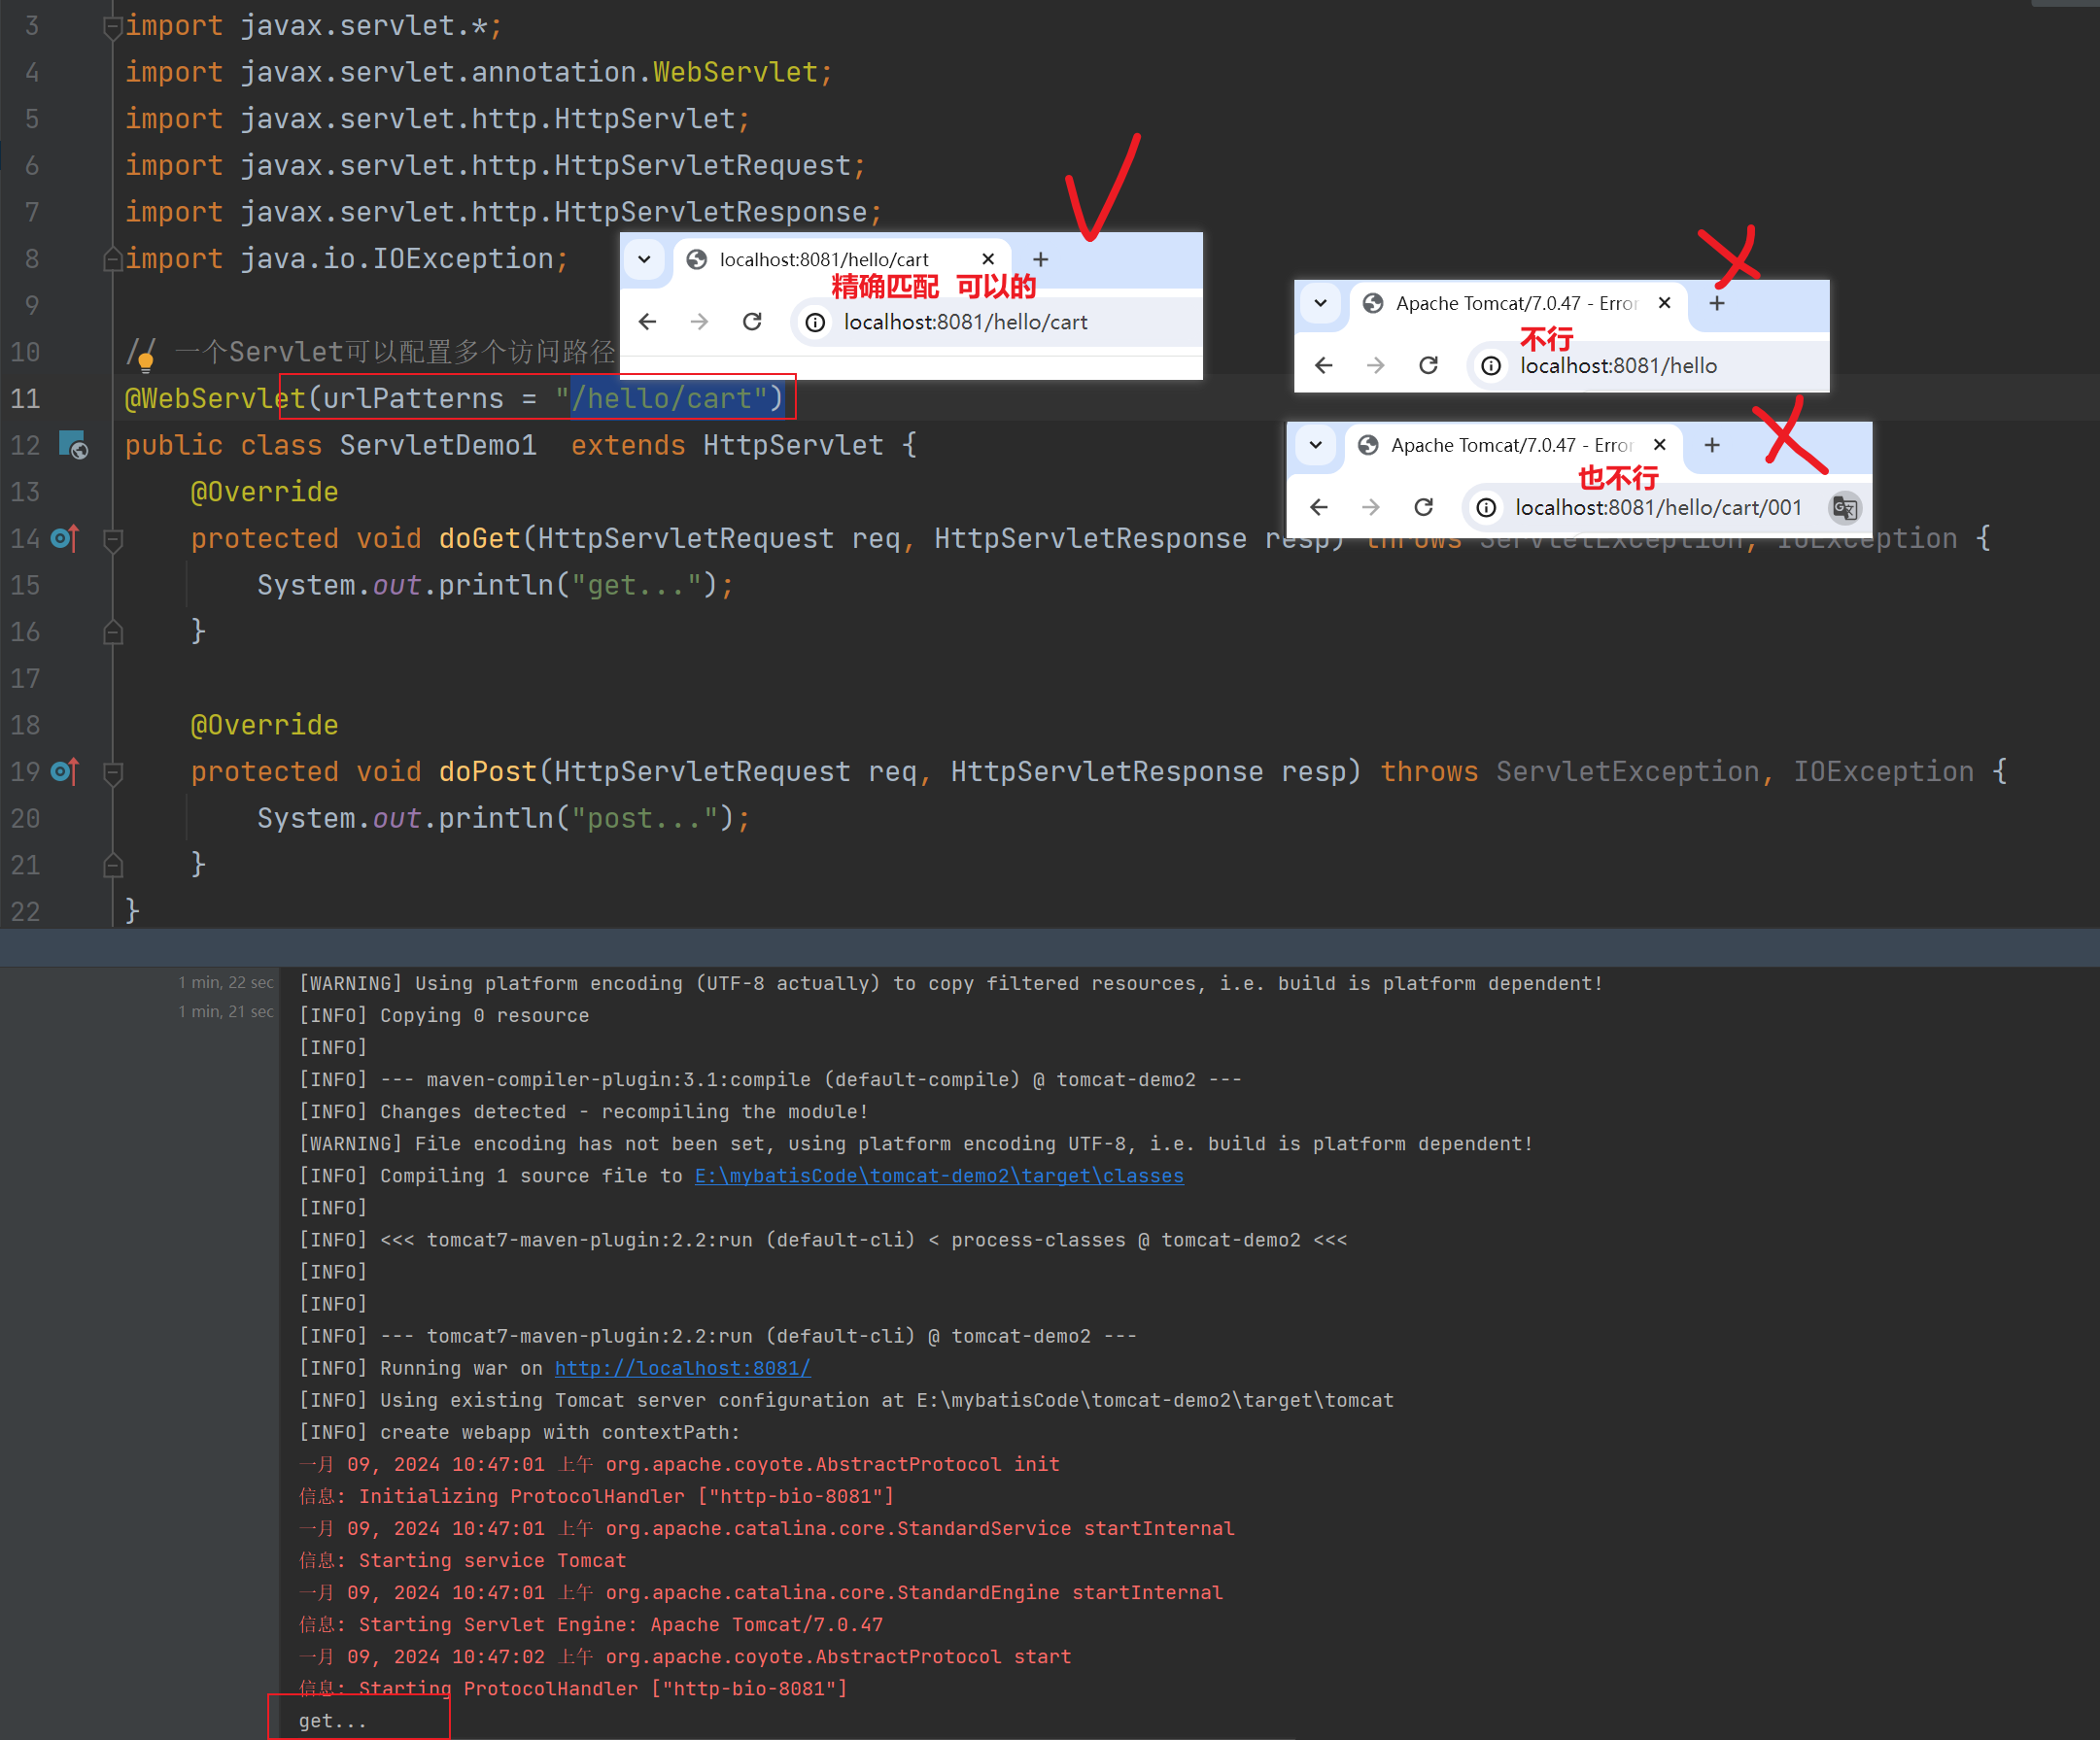 3 import javax.servlet.*;
4 import javax.servlet.annotation.WebServlet;
5 import javax.servlet.http.HttpServlet;
6 import javax.servlet.http.HttpServletRequest;
7 import javax.servlet.http.HttpServletResponse;
8 import java.io.IOException;
9
10 // 一个Servlet可以配置多个访问路径
11 @WebServlet(urlPatterns = "/hello/cart")
12 public class ServletDemo1  extends HttpServlet {
13 @Override
14 protected void doGet(HttpServletRequest req, HttpServletResponse resp) throws ServletException, IOException {
15 System.out.println("get...");
16 }
17
18 @Override
19 protected void doPost(HttpServletRequest req, HttpServletResponse resp) throws ServletException, IOException {
20 System.out.println("post...");
21 }
22 }
localhost:8081/hello/cart
精确匹配 可以的
localhost:8081/hello/cart
Apache Tomcat/7.0.47 - Error
不行
localhost:8081/hello
Apache Tomcat/7.0.47 - Error
也不行
localhost:8081/hello/cart/001
1 min, 22 sec
1 min, 21 sec
[WARNING] Using platform encoding (UTF-8 actually) to copy filtered resources, i.e. build is platform dependent!
[INFO] Copying 0 resource
[INFO]
[INFO] --- maven-compiler-plugin:3.1:compile (default-compile) @ tomcat-demo2 ---
[INFO] Changes detected - recompiling the module!
[WARNING] File encoding has not been set, using platform encoding UTF-8, i.e. build is platform dependent!
[INFO] Compiling 1 source file to E:\mybatisCode\tomcat-demo2\target\classes
[INFO]
[INFO] <<< tomcat7-maven-plugin:2.2:run (default-cli) < process-classes @ tomcat-demo2 <<<
[INFO]
[INFO]
[INFO] --- tomcat7-maven-plugin:2.2:run (default-cli) @ tomcat-demo2 ---
[INFO] Running war on http://localhost:8081/
[INFO] Using existing Tomcat server configuration at E:\mybatisCode\tomcat-demo2\target\tomcat
[INFO] create webapp with contextPath:
一月 09, 2024 10:47:01 上午 org.apache.coyote.AbstractProtocol init
信息: Initializing ProtocolHandler ["http-bio-8081"]
一月 09, 2024 10:47:01 上午 org.apache.catalina.core.StandardService startInternal
信息: Starting service Tomcat
一月 09, 2024 10:47:01 上午 org.apache.catalina.core.StandardEngine startInternal
信息: Starting Servlet Engine: Apache Tomcat/7.0.47
一月 09, 2024 10:47:02 上午 org.apache.coyote.AbstractProtocol start
信息: Starting ProtocolHandler ["http-bio-8081"]
get...